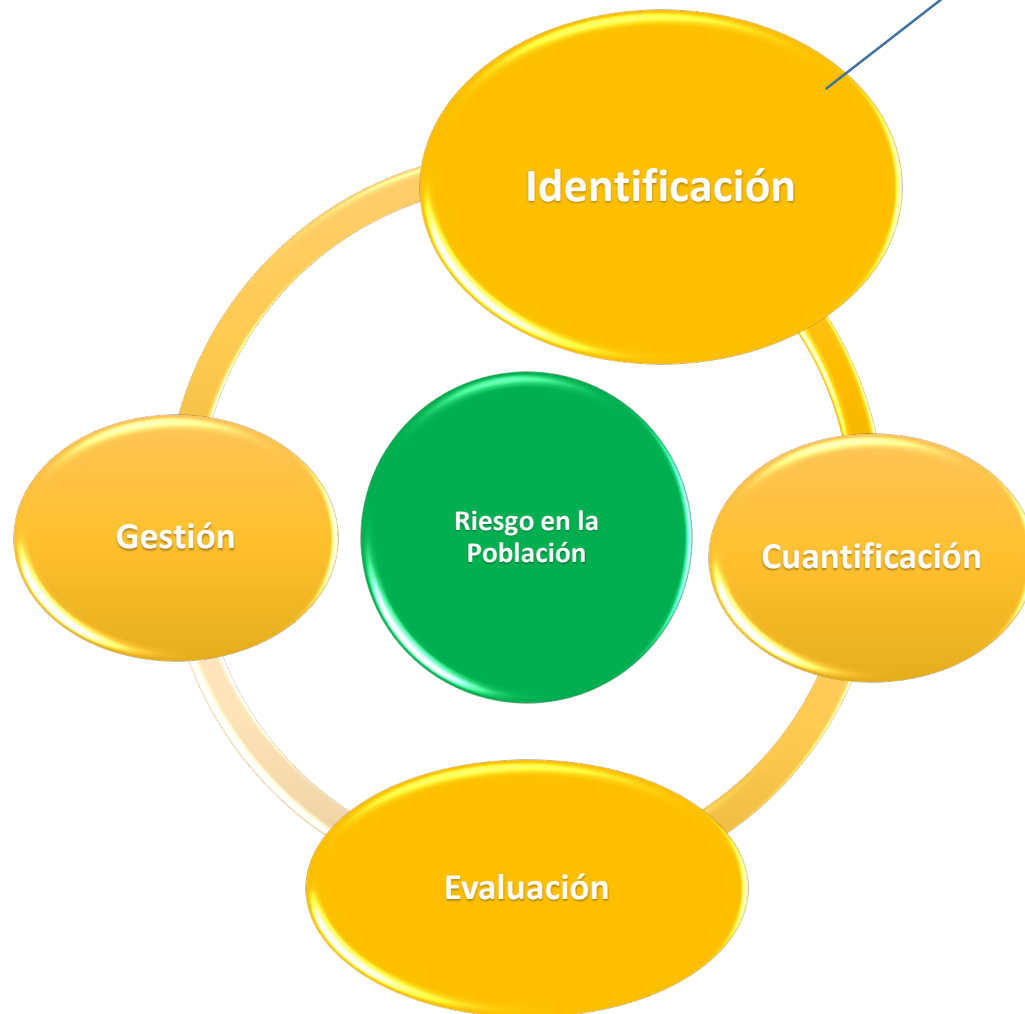 Identificación
Gestión
Riesgo en la
Población
Cuantificación
Evaluación